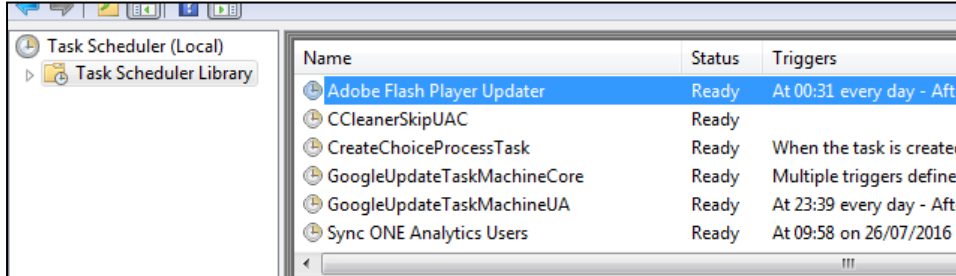 Task Scheduler (Local)
Task Scheduler Library
Name Status Triggers
Adobe Flash Player Updater Ready At 00:31 every day - Aft
CCleanerSkipUAC Ready
CreateChoiceProcessTask Ready When the task is created
GoogleUpdateTaskMachineCore Ready Multiple triggers define
GoogleUpdateTaskMachineUA Ready At 23:39 every day - Aft
Sync ONE Analytics Users Ready At 09:58 on 26/07/2016